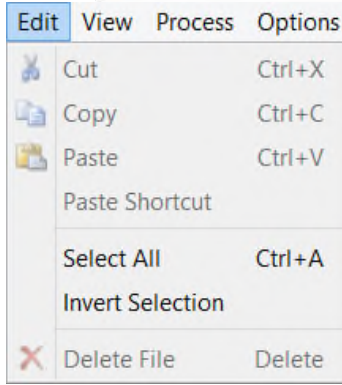 Edit View Process Options
Cut Ctrl+X
Copy Ctrl+C
Paste Ctrl+V
Paste Shortcut
Select All Ctrl+A
Invert Selection
Delete File Delete